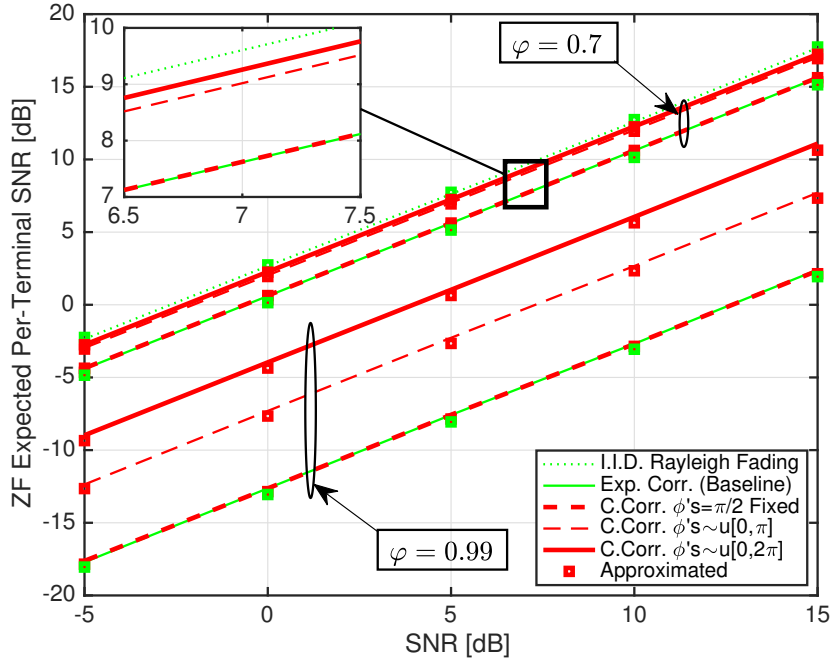 20
15
10
5
0
-5
-10
-15
-20
-5
0
5
10
15
ZF Expected Per-Terminal SNR [dB]
SNR [dB]
10
9
8
7
6.5
7
7.5
φ = 0.7
φ = 0.99
I.I.D. Rayleigh Fading
Exp. Corr. (Baseline)
C.Corr. ϕ's=π/2 Fixed
C.Corr. ϕ's~u[0,π]
C.Corr. ϕ's~u[0,2π]
Approximated